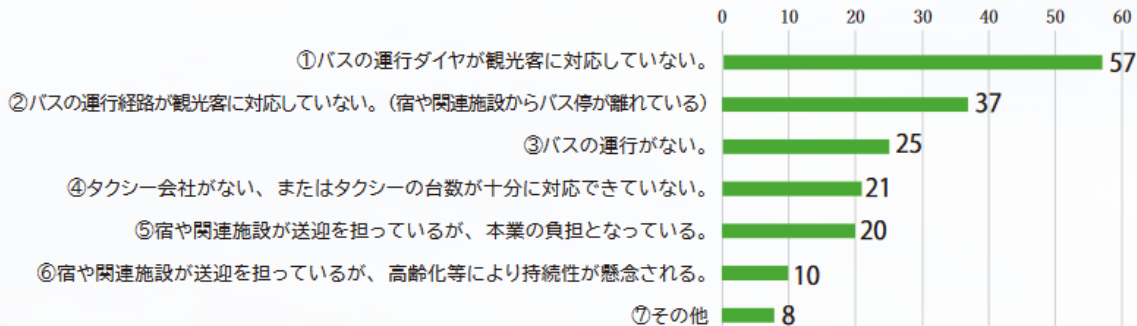 0 10 20 30 40 50 60
①バスの運行ダイヤが観光客に対応していない。 57
②バスの運行経路が観光客に対応していない。(宿や関連施設からバス停が離れている) 37
③バスの運行がない。 25
④タクシー会社がない、またはタクシーの台数が十分に対応できていない。 21
⑤宿や関連施設が送迎を担っているが、本業の負担となっている。 20
⑥宿や関連施設が送迎を担っているが、高齢化等により持続性が懸念される。 10
⑦その他 8